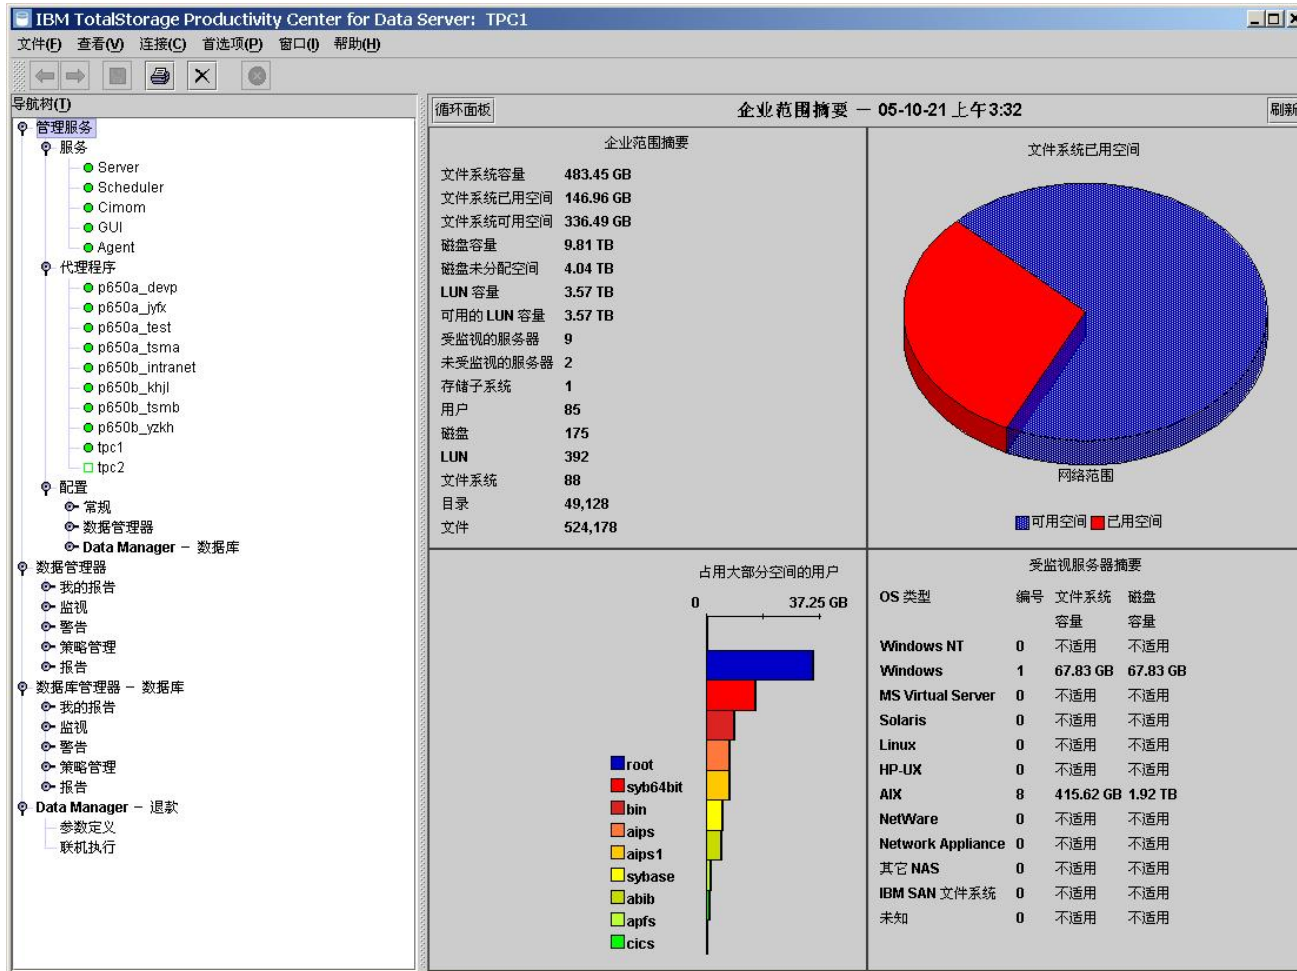 IBM TotalStorage Productivity Center for Data Server: TPC1
文件(F) 查看(V) 连接(C) 首选项(P) 窗口(I) 帮助(H)
导航树(T)
管理服务
服务
Server
Scheduler
Cimom
GUI
Agent
代理程序
p650a_devp
p650a_jyfx
p650a_test
p650a_tsma
p650b_intranet
p650b_khjl
p650b_tsmb
p650b_yzkh
tpc1
tpc2
配置
常规
数据管理器
Data Manager – 数据库
数据管理器
我的报告
监视
警告
策略管理
报告
数据库管理器 – 数据库
我的报告
监视
警告
策略管理
报告
Data Manager – 退款
参数定义
联机执行
循环面板 企业范围摘要 – 05-10-21 上午3:32 刷新
企业范围摘要
文件系统容量 483.45 GB
文件系统已用空间 146.96 GB
文件系统可用空间 336.49 GB
磁盘容量 9.81 TB
磁盘未分配空间 4.04 TB
LUN 容量 3.57 TB
可用的 LUN 容量 3.57 TB
受监视的服务器 9
未受监视的服务器 2
存储子系统 1
用户 85
磁盘 175
LUN 392
文件系统 88
目录 49,128
文件 524,178
文件系统已用空间
网络范围
可用空间 已用空间
占用大部分空间的用户
0 37.25 GB
root
syb64bit
bin
aips
aips1
sybase
abib
apfs
cics
受监视服务器摘要
OS 类型 编号 文件系统 磁盘
容量 容量
Windows NT 0 不适用 不适用
Windows 1 67.83 GB 67.83 GB
MS Virtual Server 0 不适用 不适用
Solaris 0 不适用 不适用
Linux 0 不适用 不适用
HP-UX 0 不适用 不适用
AIX 8 415.62 GB 1.92 TB
NetWare 0 不适用 不适用
Network Appliance 0 不适用 不适用
其它 NAS 0 不适用 不适用
IBM SAN 文件系统 0 不适用 不适用
未知 0 不适用 不适用